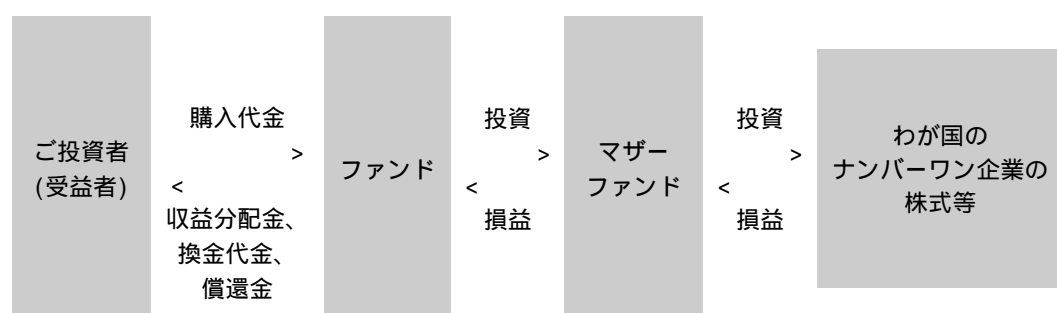 ご投資者
(受益者)
購入代金
>
<
収益分配金、
換金代金、
償還金
ファンド
投資
>
<
損益
マザー
ファンド
投資
>
<
損益
わが国の
ナンバーワン企業の
株式等